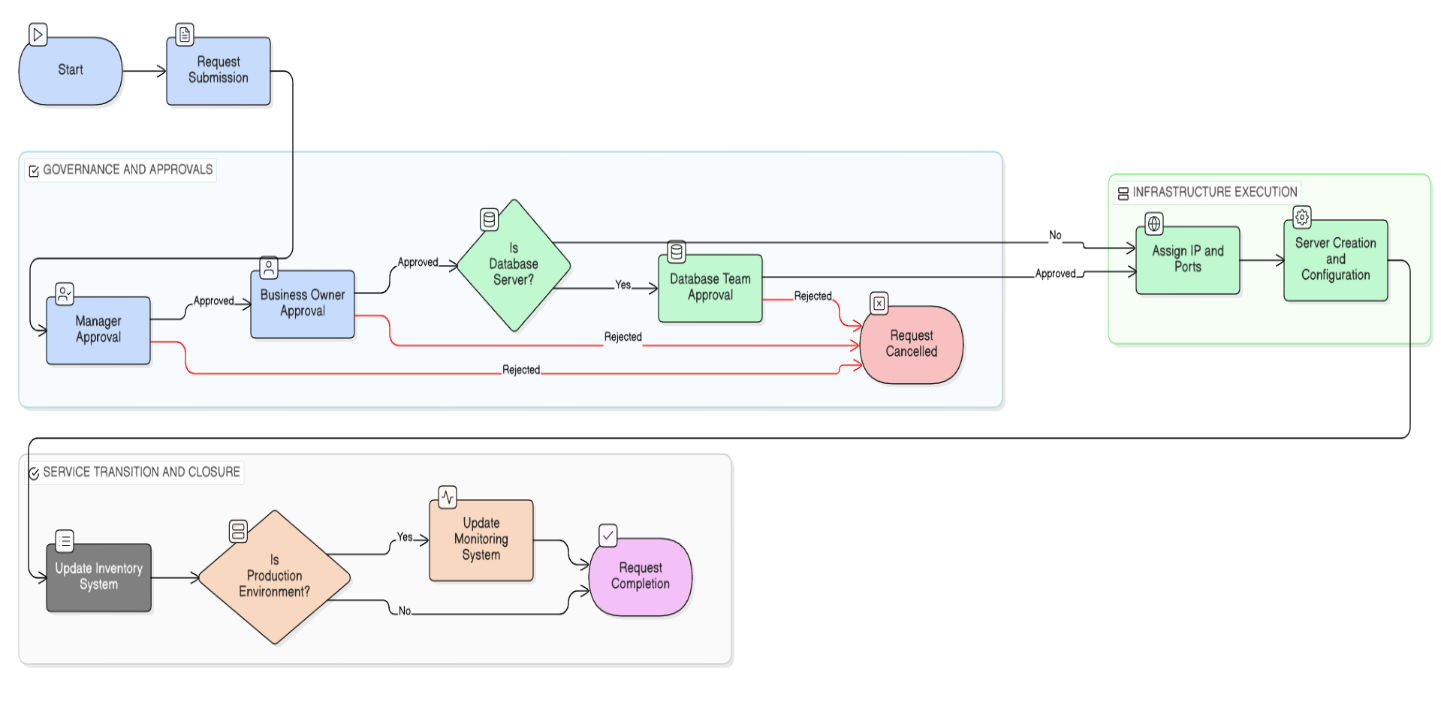 Start
Request
Submission
GOVERNANCE AND APPROVALS
Manager
Approval
Approved
Business Owner
Approval
Approved
Is
Database
Server?
Yes
Database Team
Approval
No
Approved
Rejected
Rejected
Rejected
Request
Cancelled
INFRASTRUCTURE EXECUTION
Assign IP and
Ports
Server Creation
and
Configuration
SERVICE TRANSITION AND CLOSURE
Update Inventory
System
Is
Production
Environment?
Yes
Update
Monitoring
System
No
Request
Completion